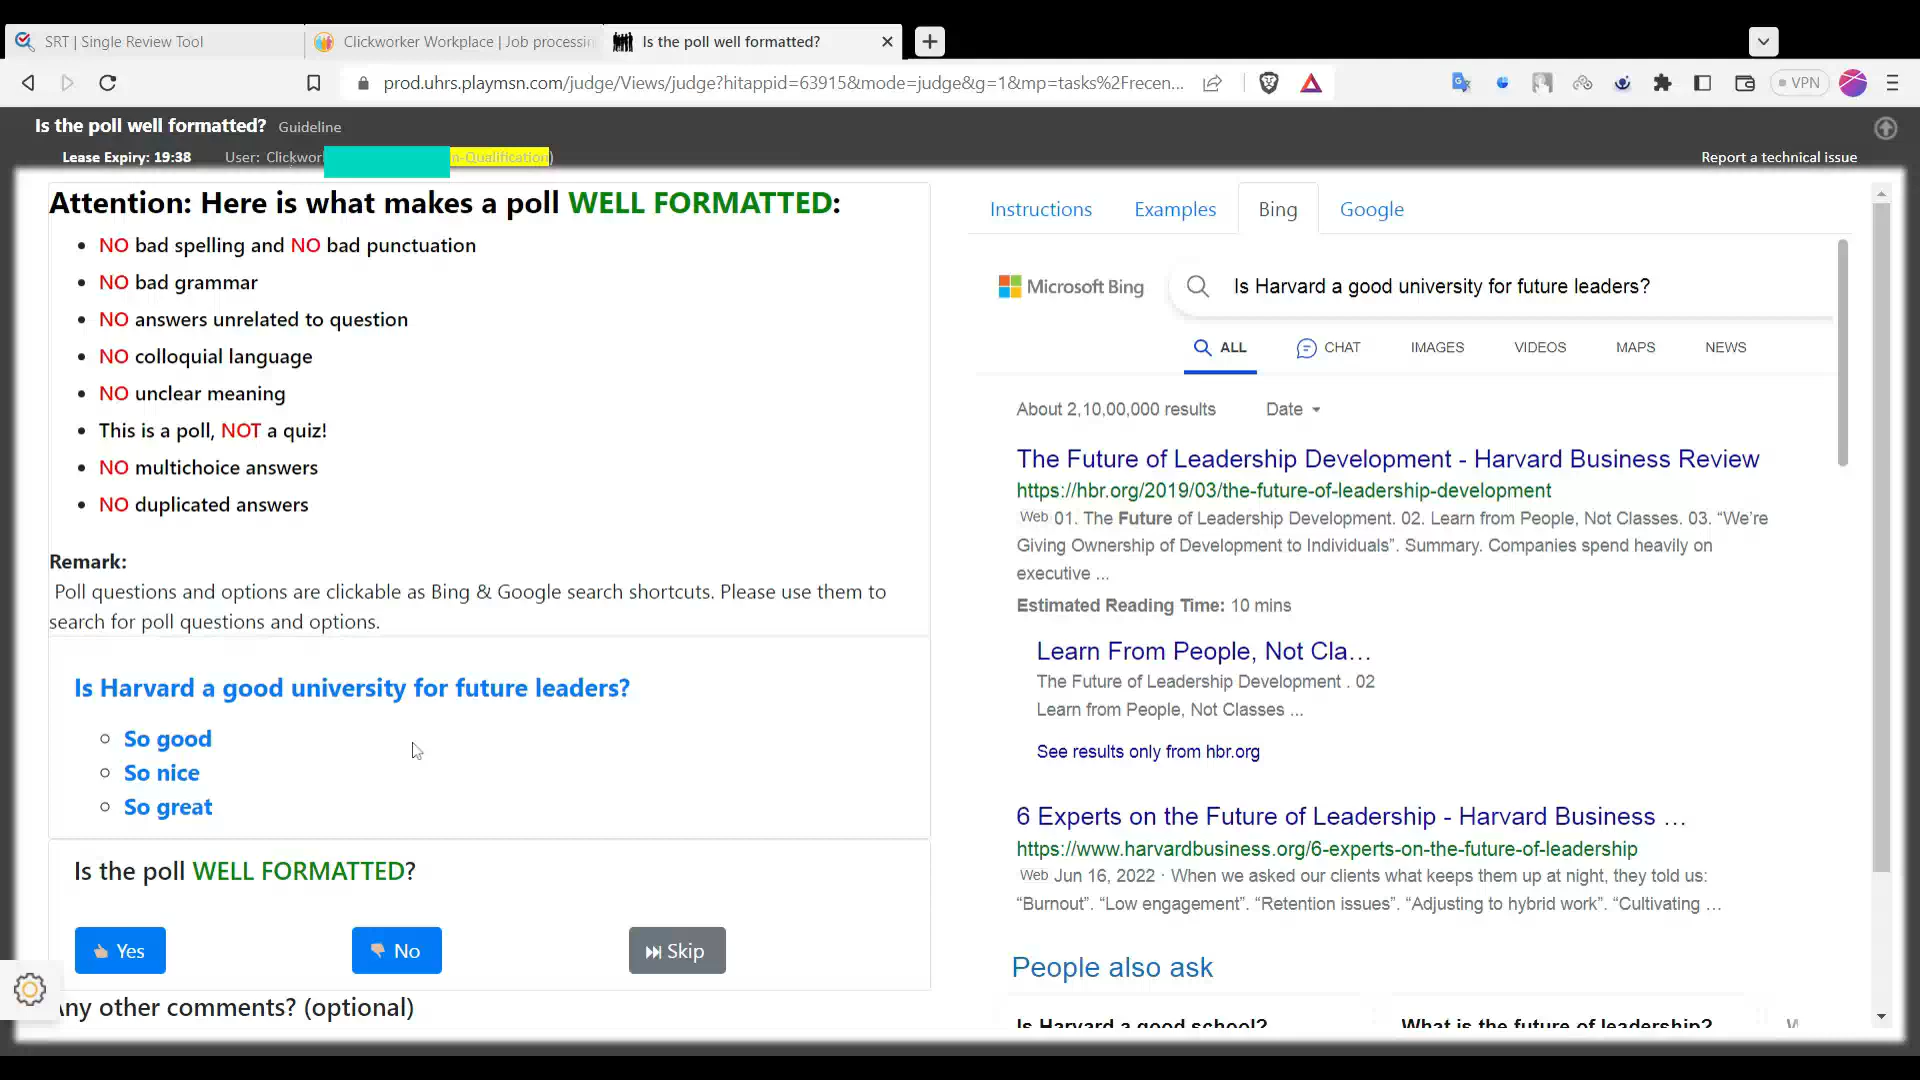 SRT | Single Review Tool
Clickworker Workplace | Job processin
Is the poll well formatted?
prod.uhrs.playmsn.com/judge/Views/judge?hitappid=63915&mode=judge&g=1&mp=tasks%2Frecen...
VPN
Is the poll well formatted? Guideline
Lease Expiry: 19:38 User: Clickwor n-Qualification)
Report a technical issue
Attention: Here is what makes a poll WELL FORMATTED:
NO bad spelling and NO bad punctuation
NO bad grammar
NO answers unrelated to question
NO colloquial language
NO unclear meaning
This is a poll, NOT a quiz!
NO multichoice answers
NO duplicated answers
Remark:
Poll questions and options are clickable as Bing & Google search shortcuts. Please use them to
search for poll questions and options.
Is Harvard a good university for future leaders?
So good
So nice
So great
Is the poll WELL FORMATTED?
Yes
No
Skip
ny other comments? (optional)
Instructions
Examples
Bing
Google
Microsoft Bing
Is Harvard a good university for future leaders?
ALL
CHAT
IMAGES
VIDEOS
MAPS
NEWS
About 2,10,00,000 results
Date
The Future of Leadership Development - Harvard Business Review
https://hbr.org/2019/03/the-future-of-leadership-development
Web 01. The Future of Leadership Development. 02. Learn from People, Not Classes. 03. “We’re
Giving Ownership of Development to Individuals”. Summary. Companies spend heavily on
executive ...
Estimated Reading Time: 10 mins
Learn From People, Not Cla…
The Future of Leadership Development . 02
Learn from People, Not Classes ...
See results only from hbr.org
6 Experts on the Future of Leadership - Harvard Business …
https://www.harvardbusiness.org/6-experts-on-the-future-of-leadership
Web Jun 16, 2022 · When we asked our clients what keeps them up at night, they told us:
“Burnout”. “Low engagement”. “Retention issues”. “Adjusting to hybrid work”. “Cultivating …
People also ask
Is Harvard a good school?
What is the future of leadership?